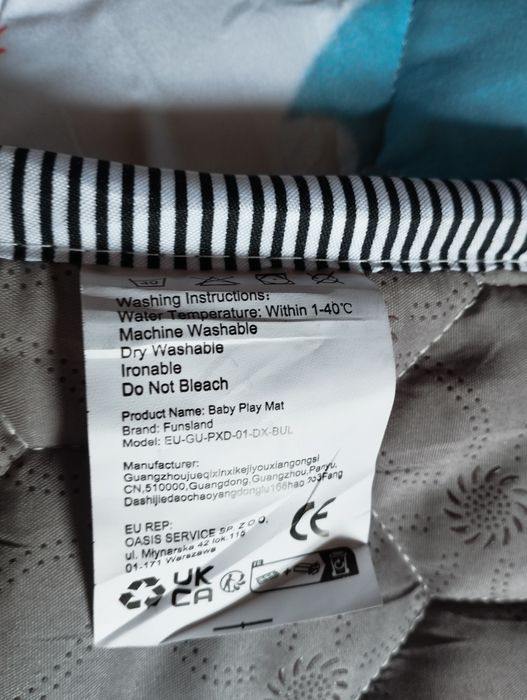 40
Washing Instructions:
Water Temperature: Within 1-40℃
Machine Washable
Dry Washable
Ironable
Do Not Bleach
Product Name: Baby Play Mat
Brand: Funsland
Model: EU-GU-PXD-01-DX-BUL
Manufacturer:
Guangzhoujueqixinxikejiyouxiangongsi
CN,510000,Guangdong,Guangzhou,Panyu,
EU REP:
OASIS SERVICE SP. Z O.O.
ul. Młynarska 42 lok.115
01-171 Warszawa
CE
UK
CA